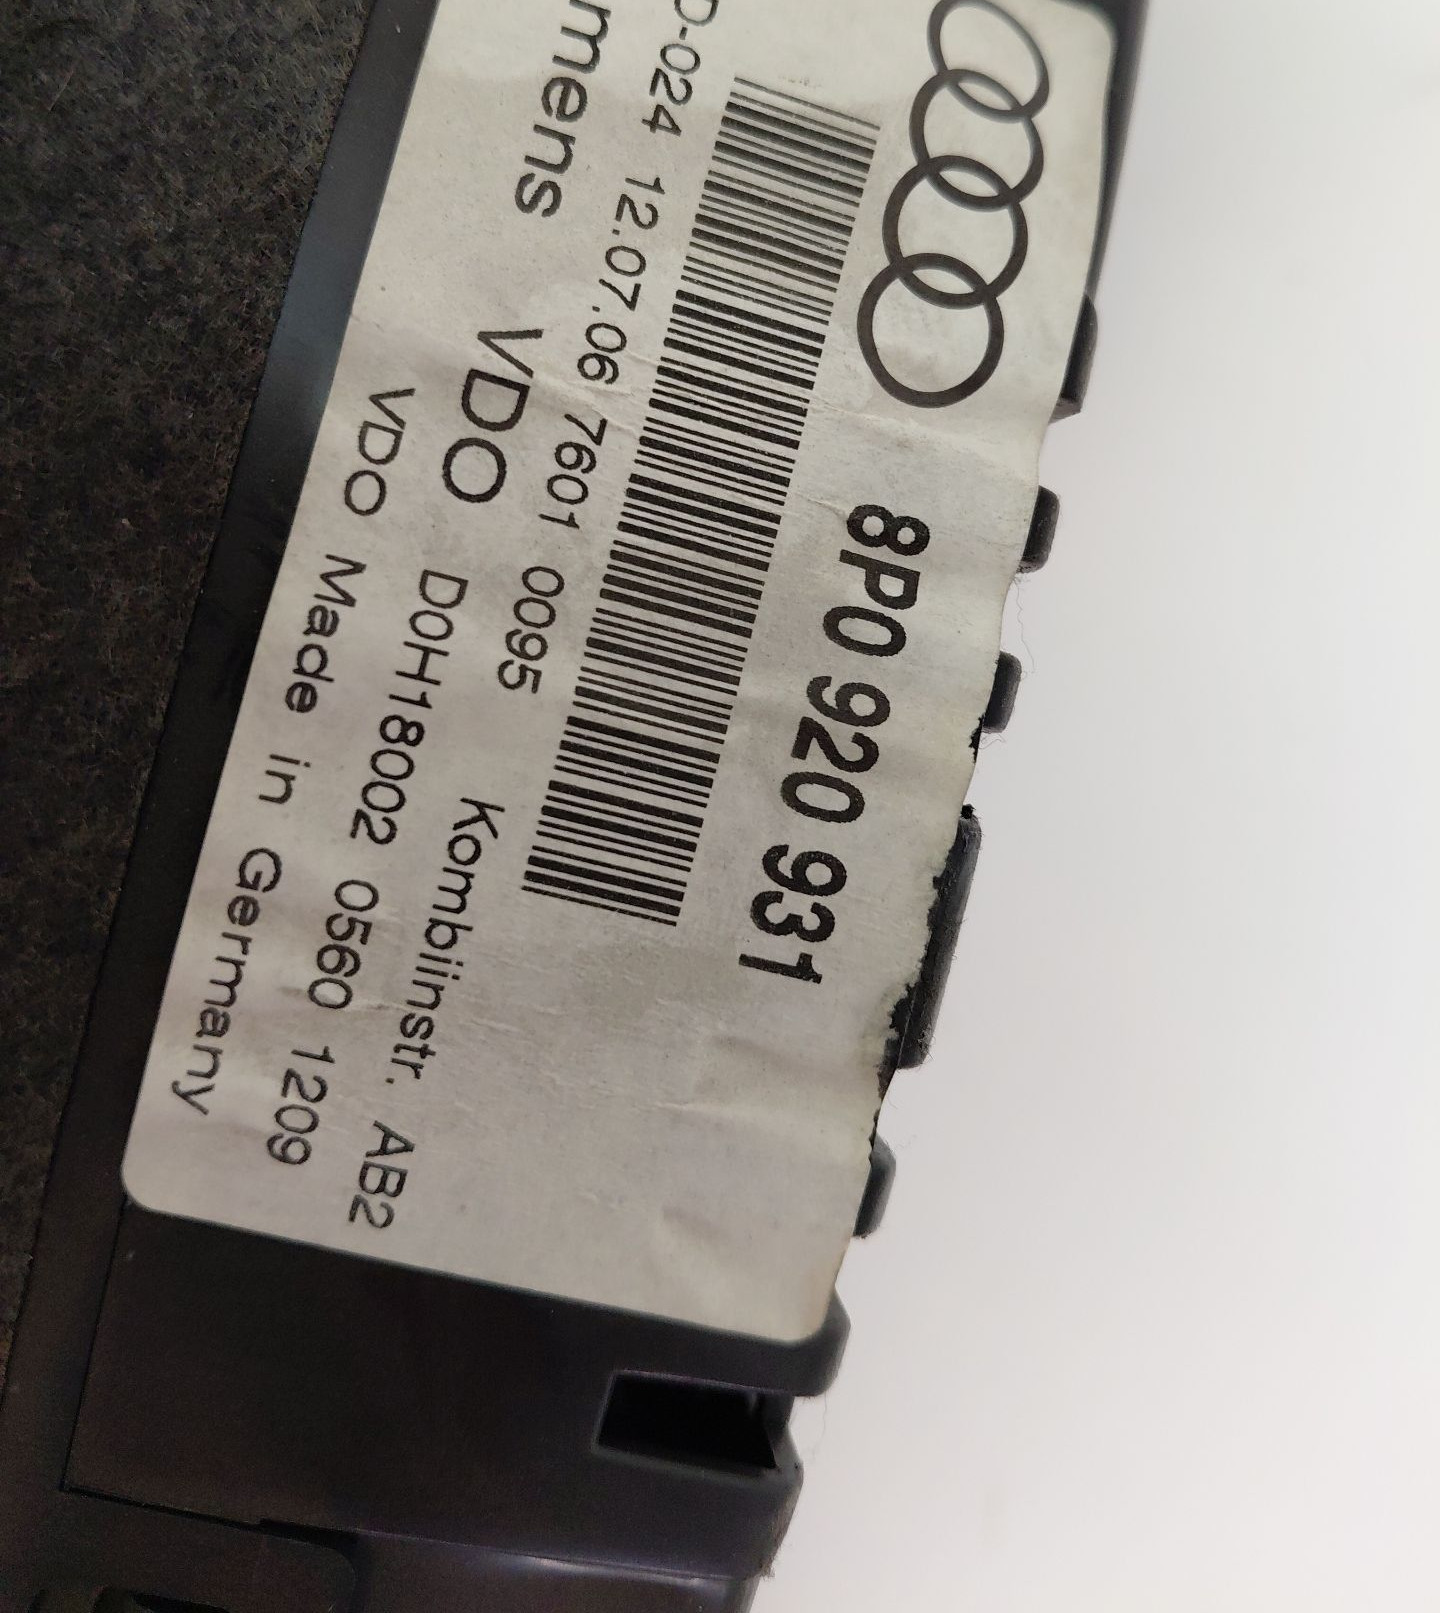 8P0 920 931
D-024 12.07.06 7601 0095
mens VDO Kombiinstr. AB2
D0H18002 0560 1209
VDO Made in Germany